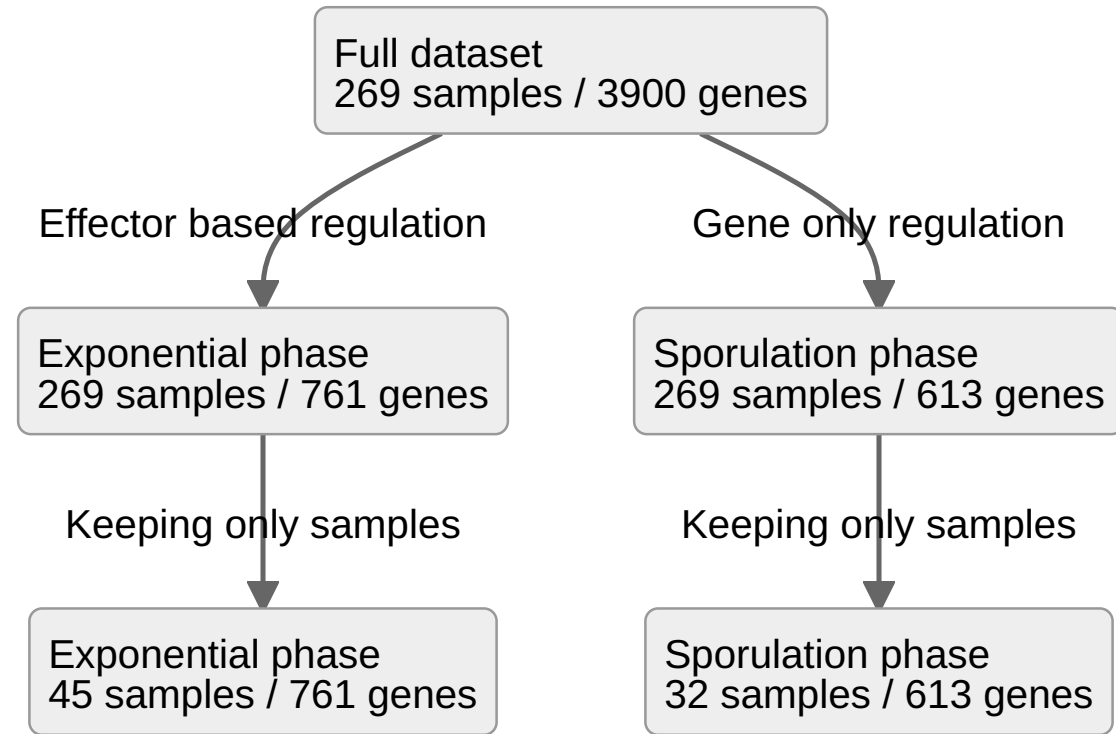 Full dataset
269 samples / 3900 genes
Effector based regulation
Gene only regulation
Exponential phase
269 samples / 761 genes
Sporulation phase
269 samples / 613 genes
Keeping only samples
Keeping only samples
Exponential phase
45 samples / 761 genes
Sporulation phase
32 samples / 613 genes